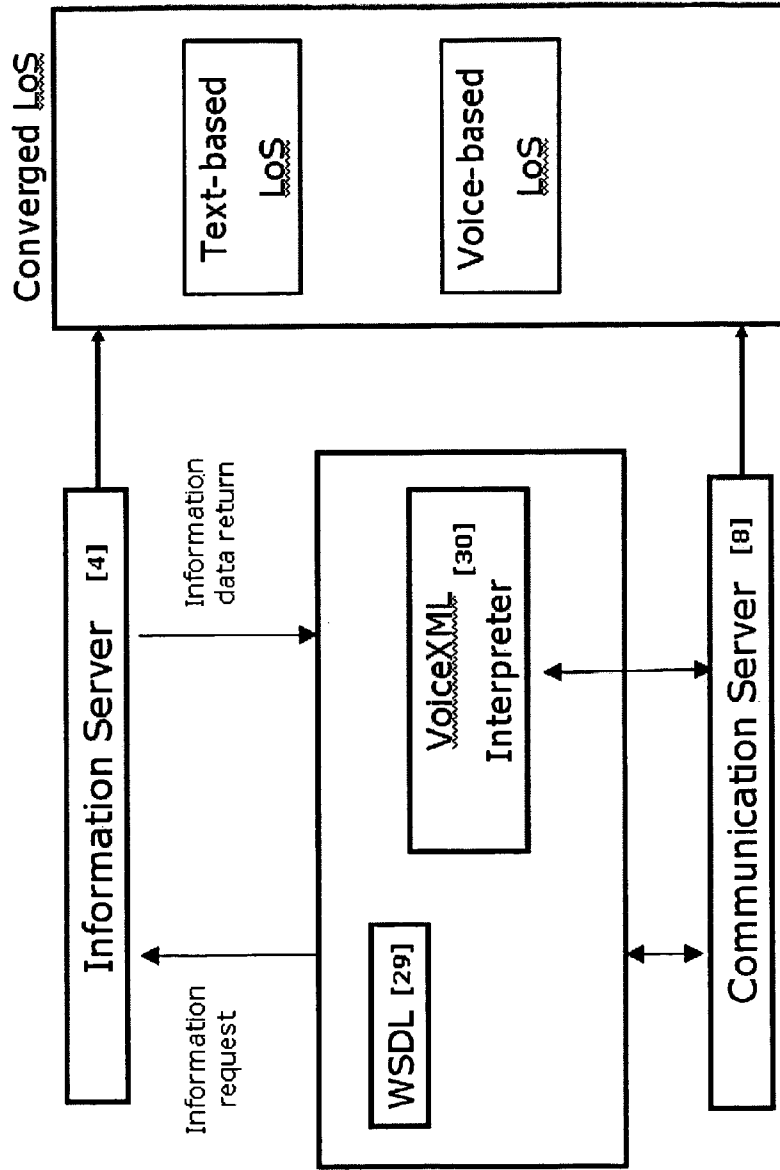 Information Server [4]
Information
request
Information
data return
WSDL [29]
VoiceXML [30]
Interpreter
Communication Server [8]
Converged LoS
Text-based
LoS
Voice-based
LoS